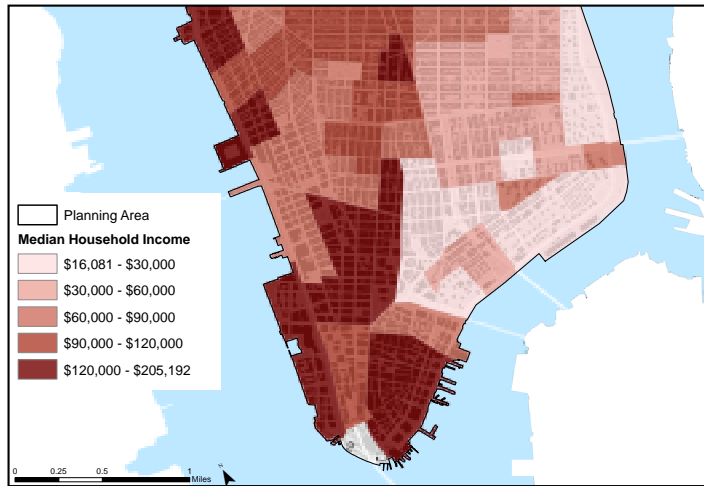 Planning Area
Median Household Income
$16,081 - $30,000
$30,000 - $60,000
$60,000 - $90,000
$90,000 - $120,000
$120,000 - $205,192
0 0.25 0.5 1
Miles
N